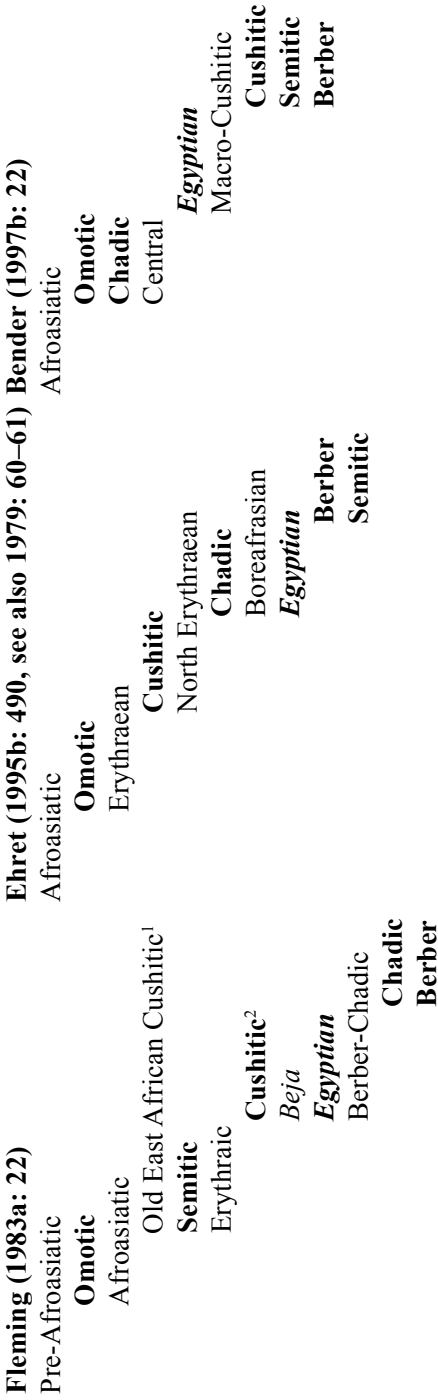 Fleming (1983a: 22)
Pre-Afroasiatic
Omotic
Afroasiatic
Old East African Cushitic¹
Semitic
Erythraic
Cushitic²
Beja
Egyptian
Berber-Chadic
Chadic
Berber
Ehret (1995b: 490, see also 1979: 60–61)
Afroasiatic
Omotic
Erythraean
Cushitic
North Erythraean
Chadic
Boreafrasian
Egyptian
Berber
Semitic
Bender (1997b: 22)
Afroasiatic
Omotic
Chadic
Central
Egyptian
Macro-Cushitic
Cushitic
Semitic
Berber